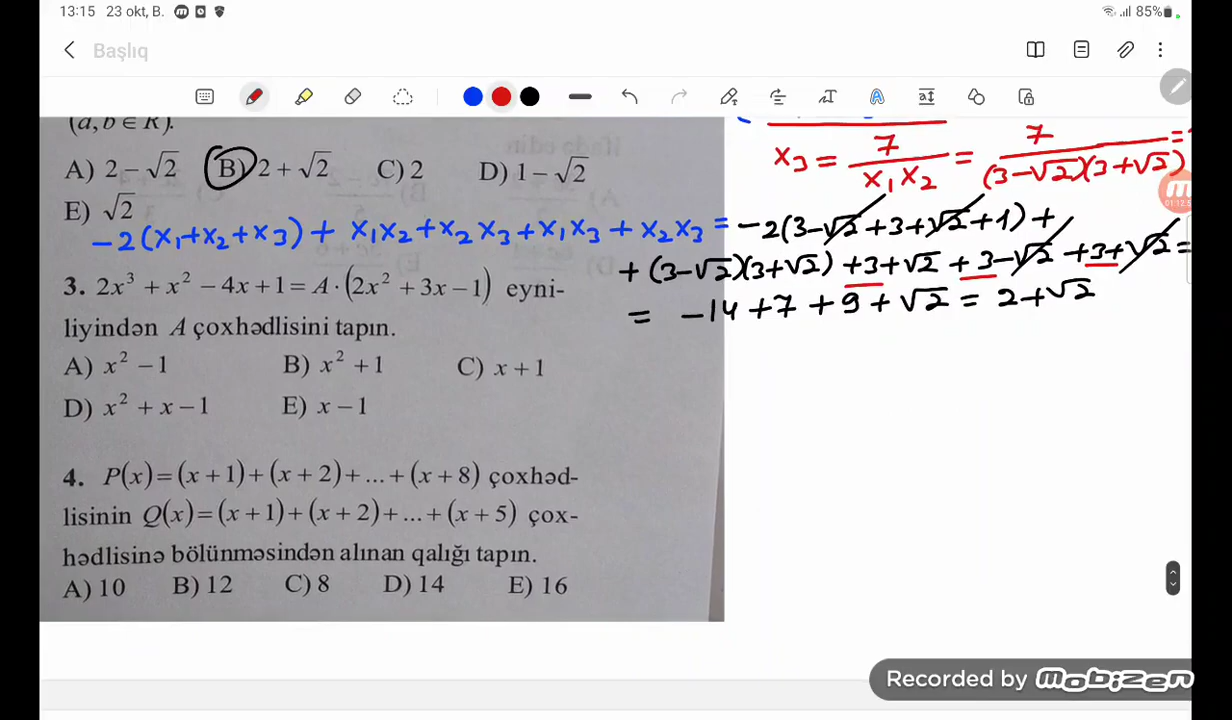 13:15 23 okt, B. 85%
Başlıq
(a, b ∈ R).
A) 2 − √2 B) 2 + √2 C) 2 D) 1 − √2
E) √2
x₃ = 7/(x₁x₂) = 7/((3−√2)(3+√2)) =
−2(x₁+x₂+x₃) + x₁x₂+x₂x₃+x₁x₃ + x₂x₃ = −2(3−√2+3+√2+1) +
+ (3−√2)(3+√2) +3+√2 +3−√2 +3+√2 =
= −14 +7 + 9 + √2 = 2+√2
3. 2x³ + x² − 4x + 1 = A · (2x² + 3x − 1) eyni-
liyindən A çoxhədlisini tapın.
A) x² − 1 B) x² + 1 C) x + 1
D) x² + x − 1 E) x − 1
4. P(x) = (x + 1) + (x + 2) + ... + (x + 8) çoxhəd-
lisinin Q(x) = (x + 1) + (x + 2) + ... + (x + 5) çox-
hədlisinə bölünməsindən alınan qalığı tapın.
A) 10 B) 12 C) 8 D) 14 E) 16
Recorded by mobizen